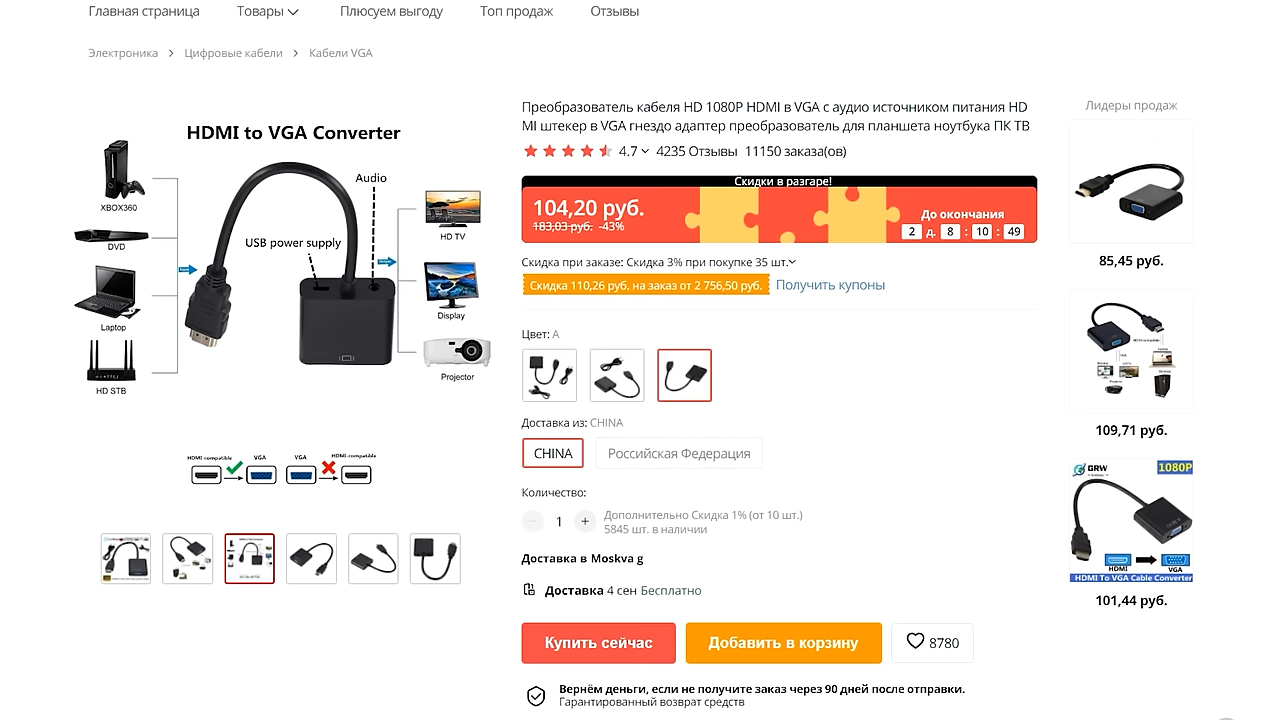 Главная страница
Товары
Плюсуем выгоду
Топ продаж
Отзывы
Электроника
Цифровые кабели
Кабели VGA
HDMI to VGA Converter
Audio
USB power supply
XBOX360
DVD
Laptop
HD STB
HD TV
Display
Projector
HDMI-compatible
VGA
VGA
HDMI-compatible
Преобразователь кабеля HD 1080P HDMI в VGA с аудио источником питания HD
MI штекер в VGA гнездо адаптер преобразователь для планшета ноутбука ПК ТВ
4.7
4235 Отзывы
11150 заказа(ов)
Скидки в разгаре!
104,20 руб.
183,03 руб. -43%
До окончания
2 д. 8 : 10 : 49
Скидка при заказе: Скидка 3% при покупке 35 шт.
Скидка 110,26 руб. на заказ от 2 756,50 руб.
Получить купоны
Цвет: A
Доставка из: CHINA
CHINA
Российская Федерация
Количество:
1
Дополнительно Скидка 1% (от 10 шт.)
5845 шт. в наличии
Доставка в Moskva g
Доставка 4 сен Бесплатно
Купить сейчас
Добавить в корзину
8780
Вернём деньги, если не получите заказ через 90 дней после отправки.
Гарантированный возврат средств
Лидеры продаж
85,45 руб.
109,71 руб.
GRW
1080P
HDMI
VGA
HDMI To VGA Cable Converter
101,44 руб.